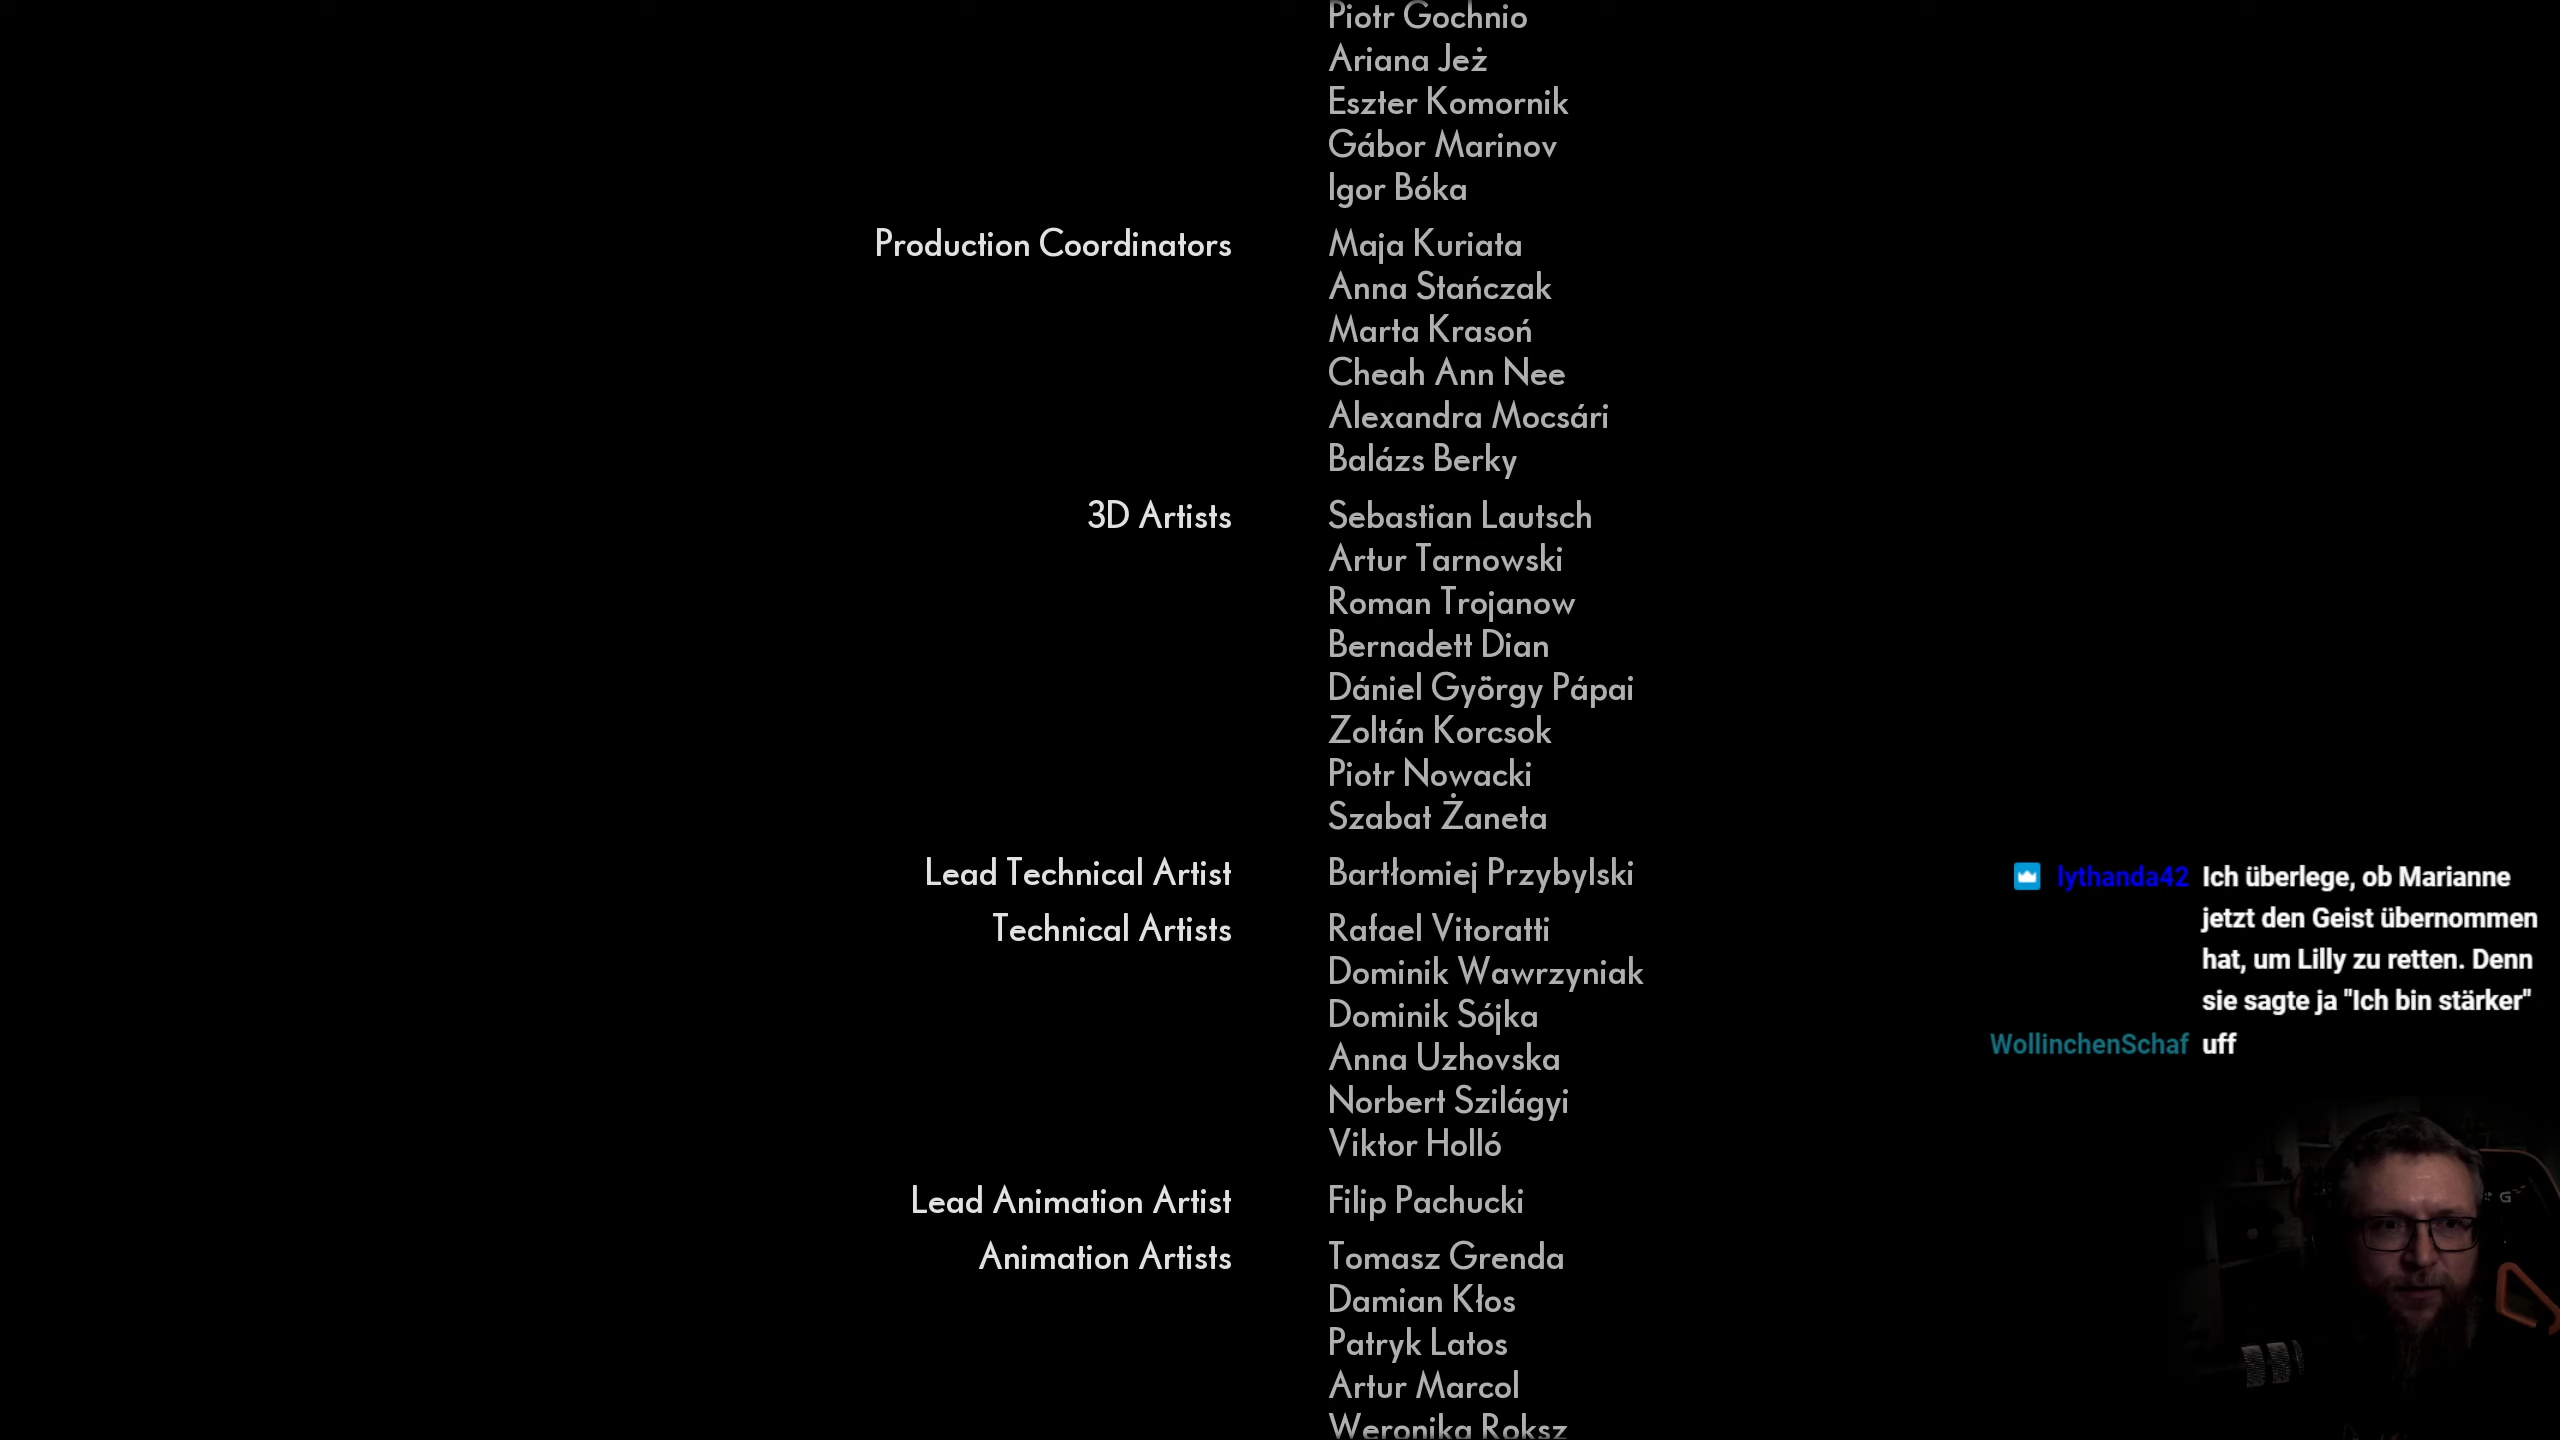 Piotr Gochnio
Ariana Jeż
Eszter Komornik
Gábor Marinov
Igor Bóka
Production Coordinators Maja Kuriata
Anna Stańczak
Marta Krasoń
Cheah Ann Nee
Alexandra Mocsári
Balázs Berky
3D Artists Sebastian Lautsch
Artur Tarnowski
Roman Trojanow
Bernadett Dian
Dániel György Pápai
Zoltán Korcsok
Piotr Nowacki
Szabat Żaneta
Lead Technical Artist Bartłomiej Przybylski
Technical Artists Rafael Vitoratti
Dominik Wawrzyniak
Dominik Sójka
Anna Uzhovska
Norbert Szilágyi
Viktor Holló
Lead Animation Artist Filip Pachucki
Animation Artists Tomasz Grenda
Damian Kłos
Patryk Latos
Artur Marcol
Weronika Roksz
lythanda42 Ich überlege, ob Marianne
jetzt den Geist übernommen
hat, um Lilly zu retten. Denn
sie sagte ja "Ich bin stärker"
WollinchenSchaf uff